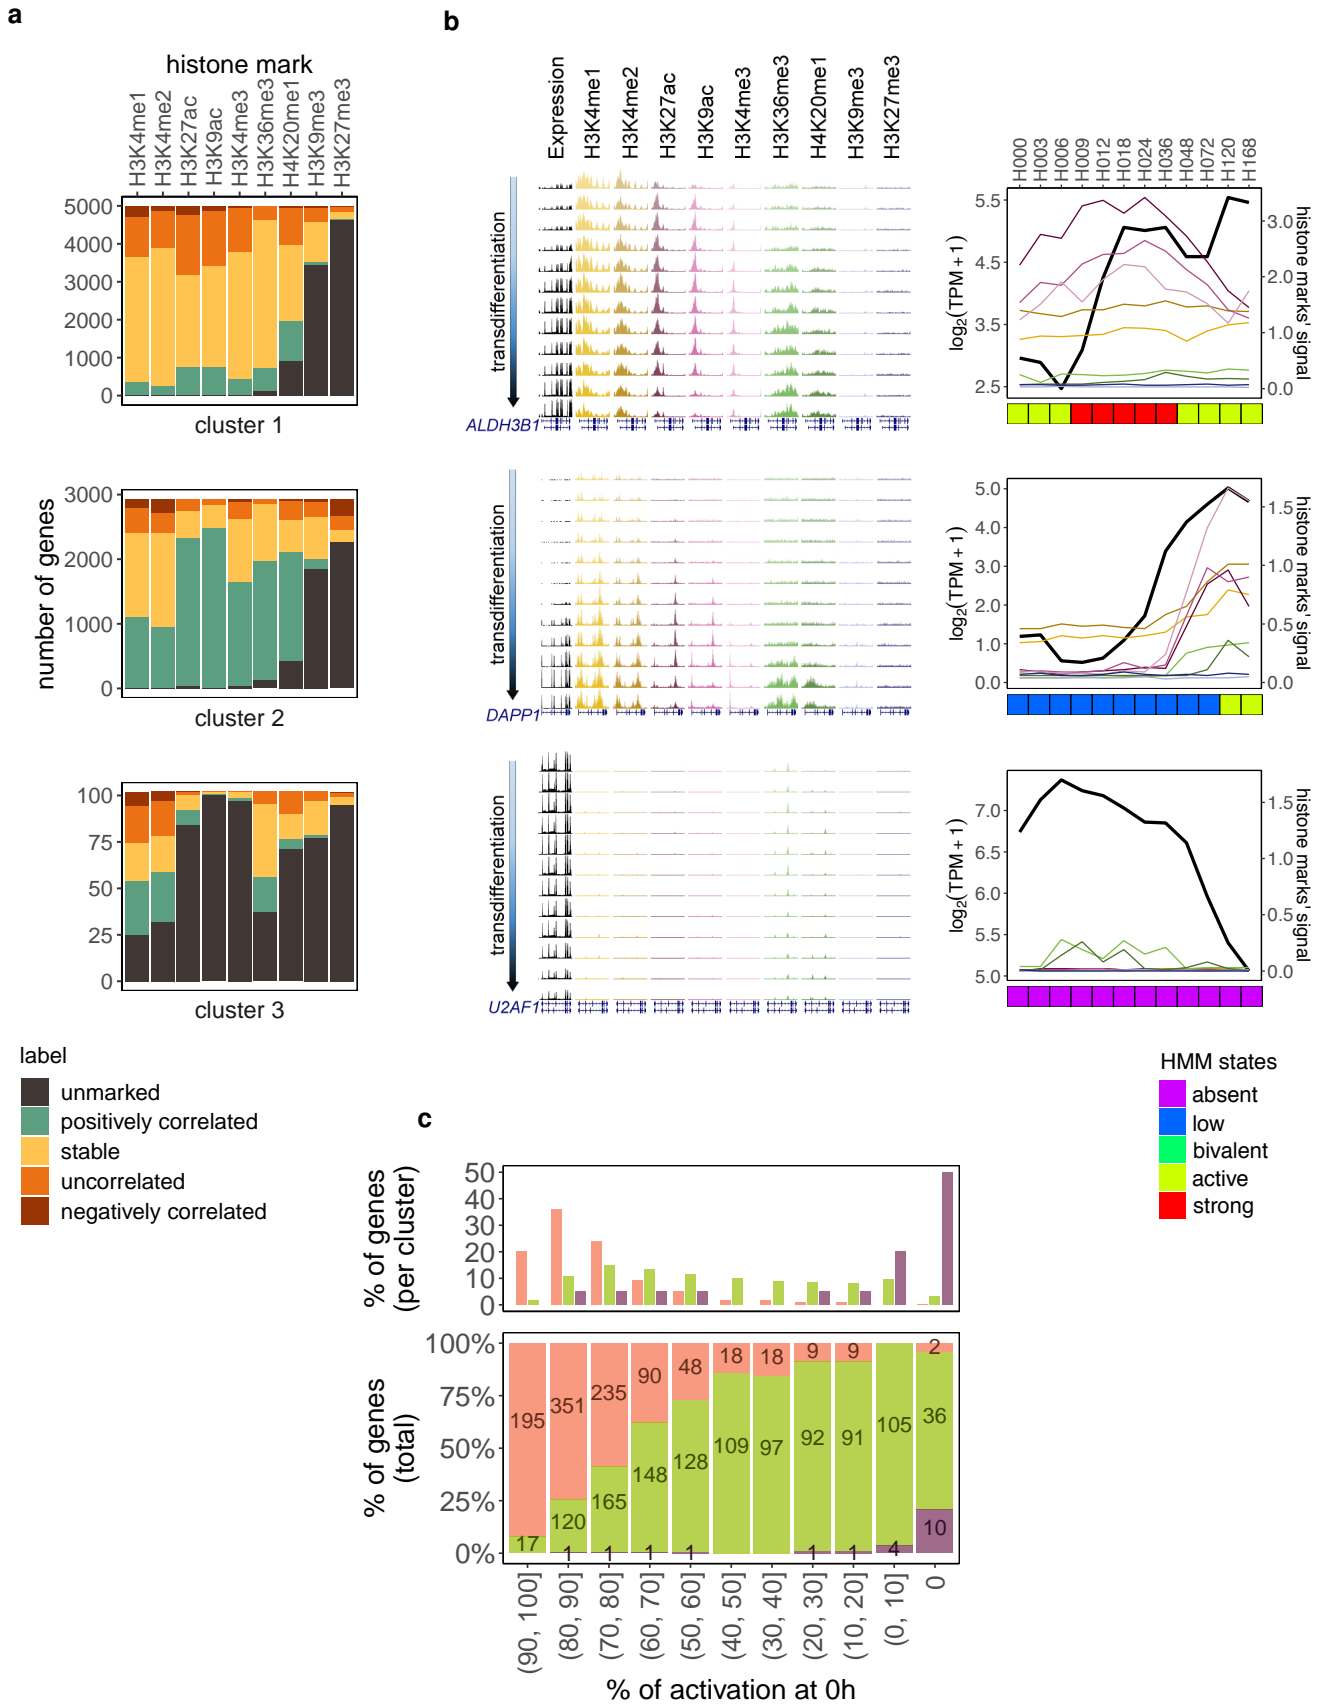 a
histone mark
H3K4me1
H3K4me2
H3K27ac
H3K9ac
H3K4me3
H3K36me3
H4K20me1
H3K9me3
H3K27me3
number of genes
5000
4000
3000
2000
1000
0
cluster 1
3000
2000
1000
0
cluster 2
100
75
50
25
0
cluster 3
label
unmarked
positively correlated
stable
uncorrelated
negatively correlated
b
Expression
H3K4me1
H3K4me2
H3K27ac
H3K9ac
H3K4me3
H3K36me3
H4K20me1
H3K9me3
H3K27me3
transdifferentiation
ALDH3B1
transdifferentiation
DAPP1
transdifferentiation
U2AF1
H000
H003
H006
H009
H012
H018
H024
H036
H048
H072
H120
H168
log2(TPM + 1)
5.5
4.5
3.5
2.5
3.0
2.0
1.0
0.0
histone marks' signal
log2(TPM + 1)
5.0
4.0
3.0
2.0
1.0
0.0
1.5
1.0
0.5
0.0
histone marks' signal
log2(TPM + 1)
7.0
6.5
6.0
5.5
5.0
1.5
1.0
0.5
0.0
histone marks' signal
HMM states
absent
low
bivalent
active
strong
c
% of genes
(per cluster)
50
40
30
20
10
0
% of genes
(total)
100%
75%
50%
25%
0%
195
17
351
120
1
235
165
1
90
148
1
48
128
1
18
109
18
97
9
92
1
9
91
1
105
4
2
36
10
(90, 100]
(80, 90]
(70, 80]
(60, 70]
(50, 60]
(40, 50]
(30, 40]
(20, 30]
(10, 20]
(0, 10]
0
% of activation at 0h